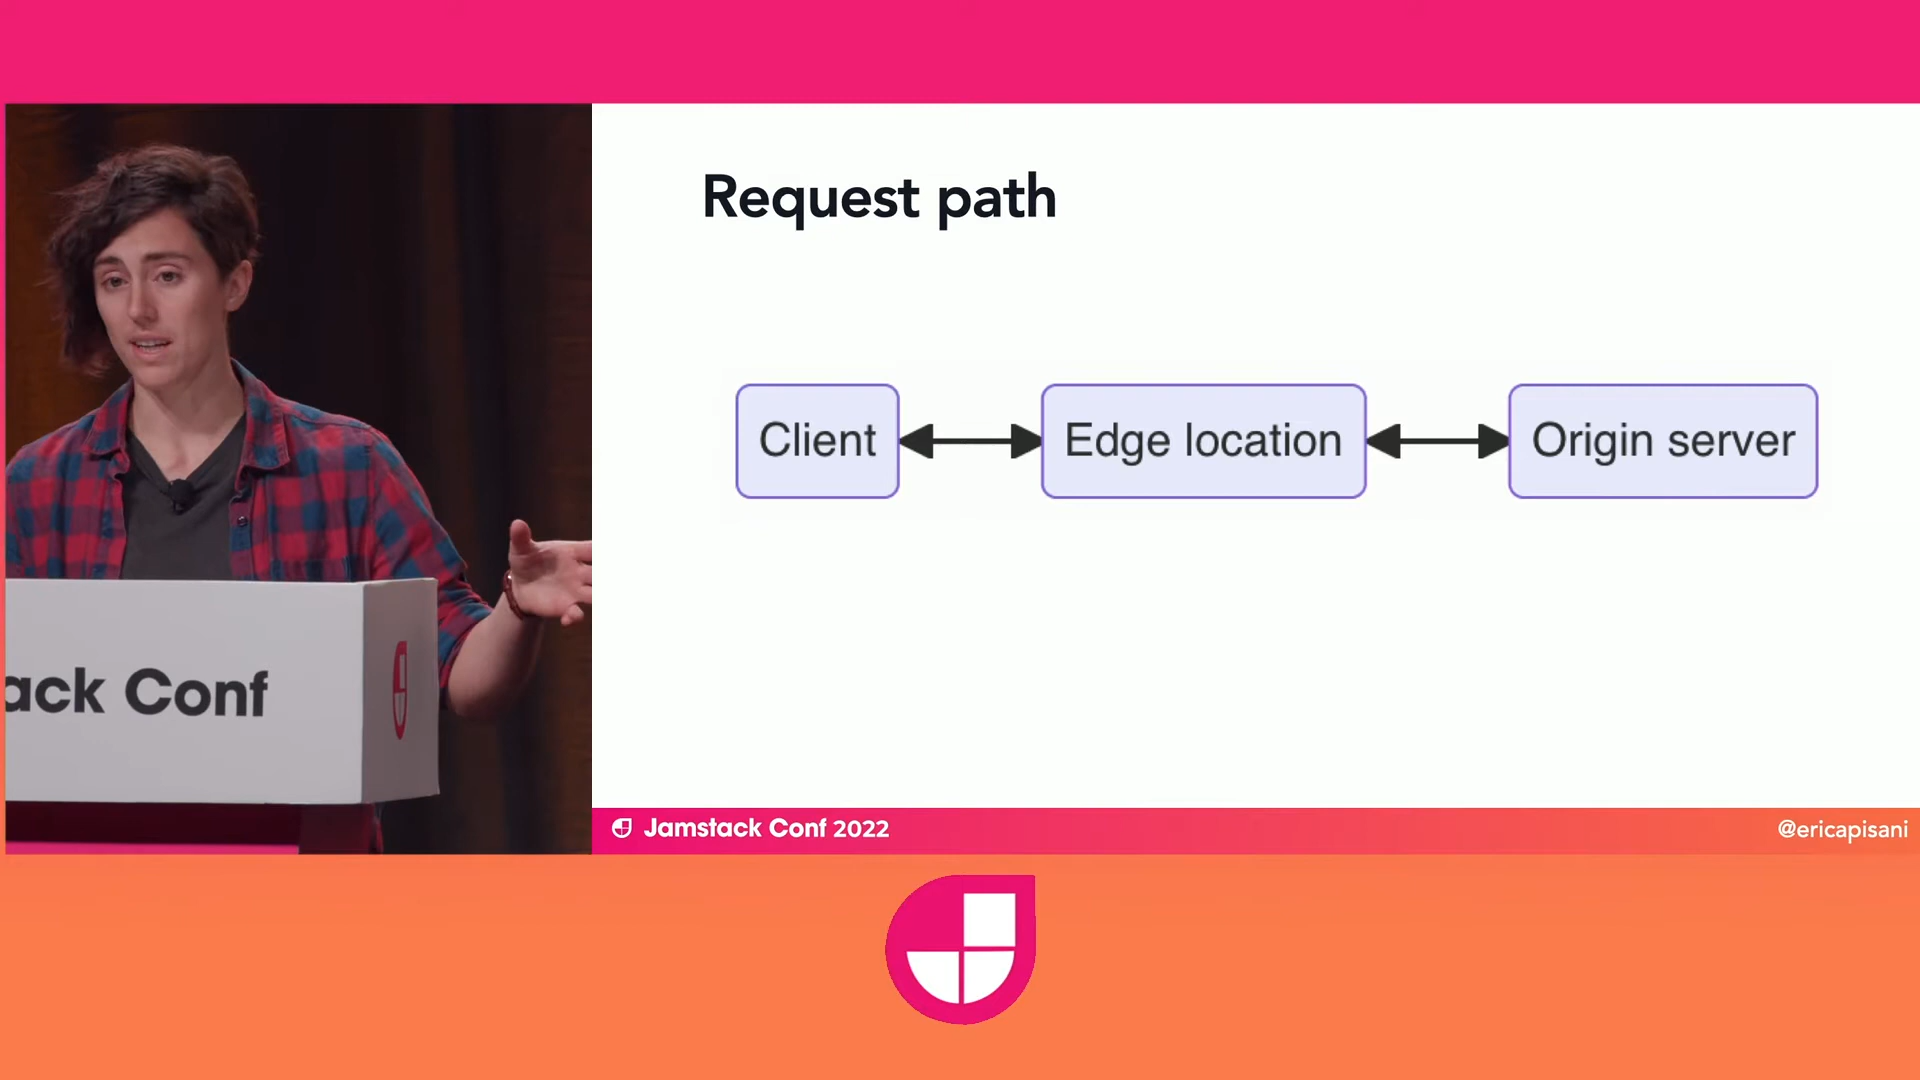 Request path
Client
Edge location
Origin server
ack Conf
Jamstack Conf 2022
@ericapisani